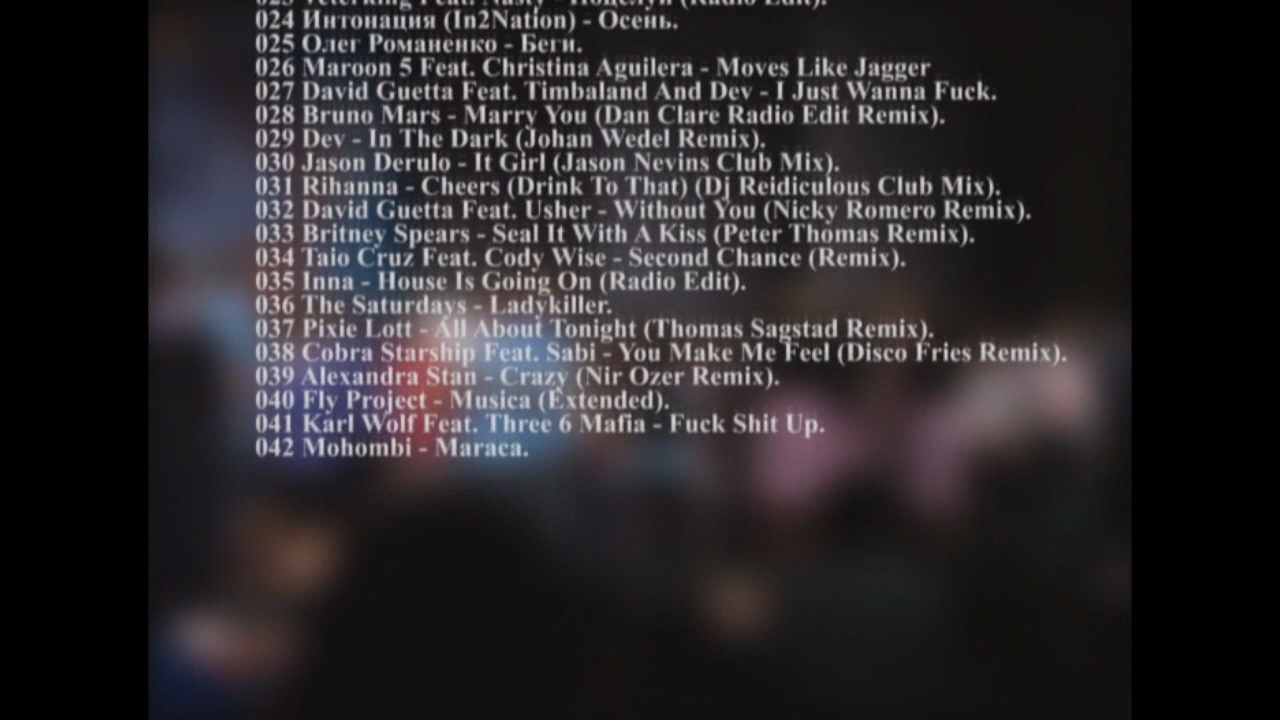 024 Интонация (In2Nation) - Осень.
025 Олег Романенко - Беги.
026 Maroon 5 Feat. Christina Aguilera - Moves Like Jagger
027 David Guetta Feat. Timbaland And Dev - I Just Wanna Fuck.
028 Bruno Mars - Marry You (Dan Clare Radio Edit Remix).
029 Dev - In The Dark (Johan Wedel Remix).
030 Jason Derulo - It Girl (Jason Nevins Club Mix).
031 Rihanna - Cheers (Drink To That) (Dj Reidiculous Club Mix).
032 David Guetta Feat. Usher - Without You (Nicky Romero Remix).
033 Britney Spears - Seal It With A Kiss (Peter Thomas Remix).
034 Taio Cruz Feat. Cody Wise - Second Chance (Remix).
035 Inna - House Is Going On (Radio Edit).
036 The Saturdays - Ladykiller.
037 Pixie Lott - All About Tonight (Thomas Sagstad Remix).
038 Cobra Starship Feat. Sabi - You Make Me Feel (Disco Fries Remix).
039 Alexandra Stan - Crazy (Nir Ozer Remix).
040 Fly Project - Musica (Extended).
041 Karl Wolf Feat. Three 6 Mafia - Fuck Shit Up.
042 Mohombi - Maraca.